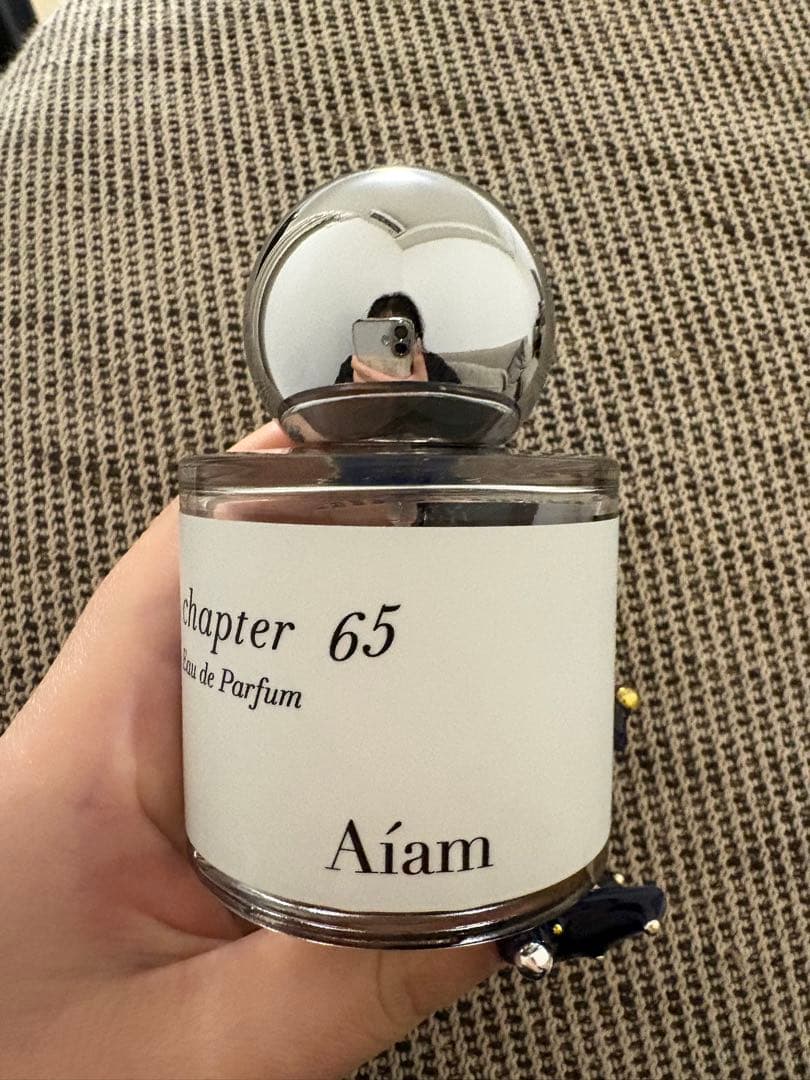 chapter 65
Eau de Parfum
Aíam